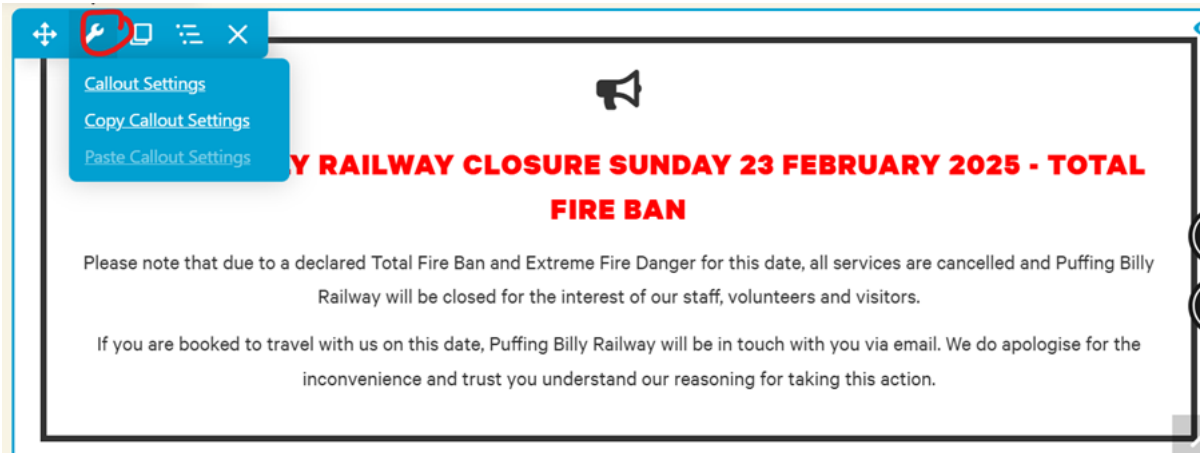 Callout Settings
Copy Callout Settings
Paste Callout Settings
Y RAILWAY CLOSURE SUNDAY 23 FEBRUARY 2025 - TOTAL
FIRE BAN
Please note that due to a declared Total Fire Ban and Extreme Fire Danger for this date, all services are cancelled and Puffing Billy
Railway will be closed for the interest of our staff, volunteers and visitors.
If you are booked to travel with us on this date, Puffing Billy Railway will be in touch with you via email. We do apologise for the
inconvenience and trust you understand our reasoning for taking this action.